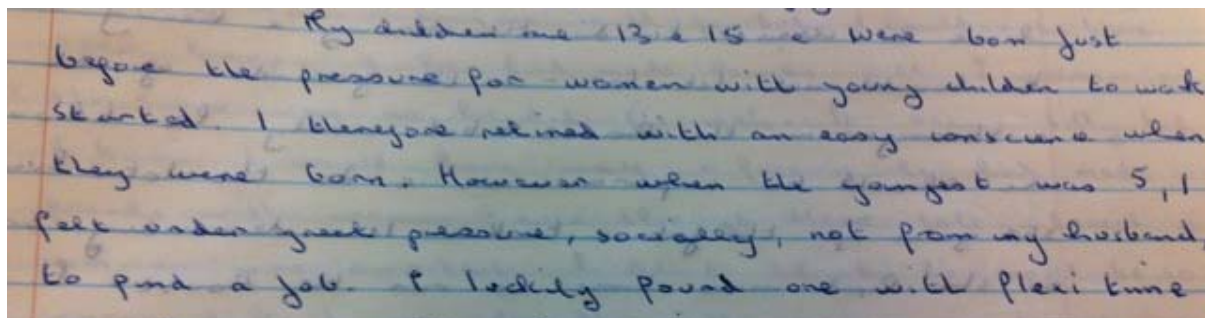 My children are 13 & 15 & were born just
before the pressure for women with young children to work
started. I therefore retired with an easy conscience when
they were born. However when the youngest was 5, I
felt under great pressure, socially, not from my husband,
to find a job. I luckily found one with flexi time